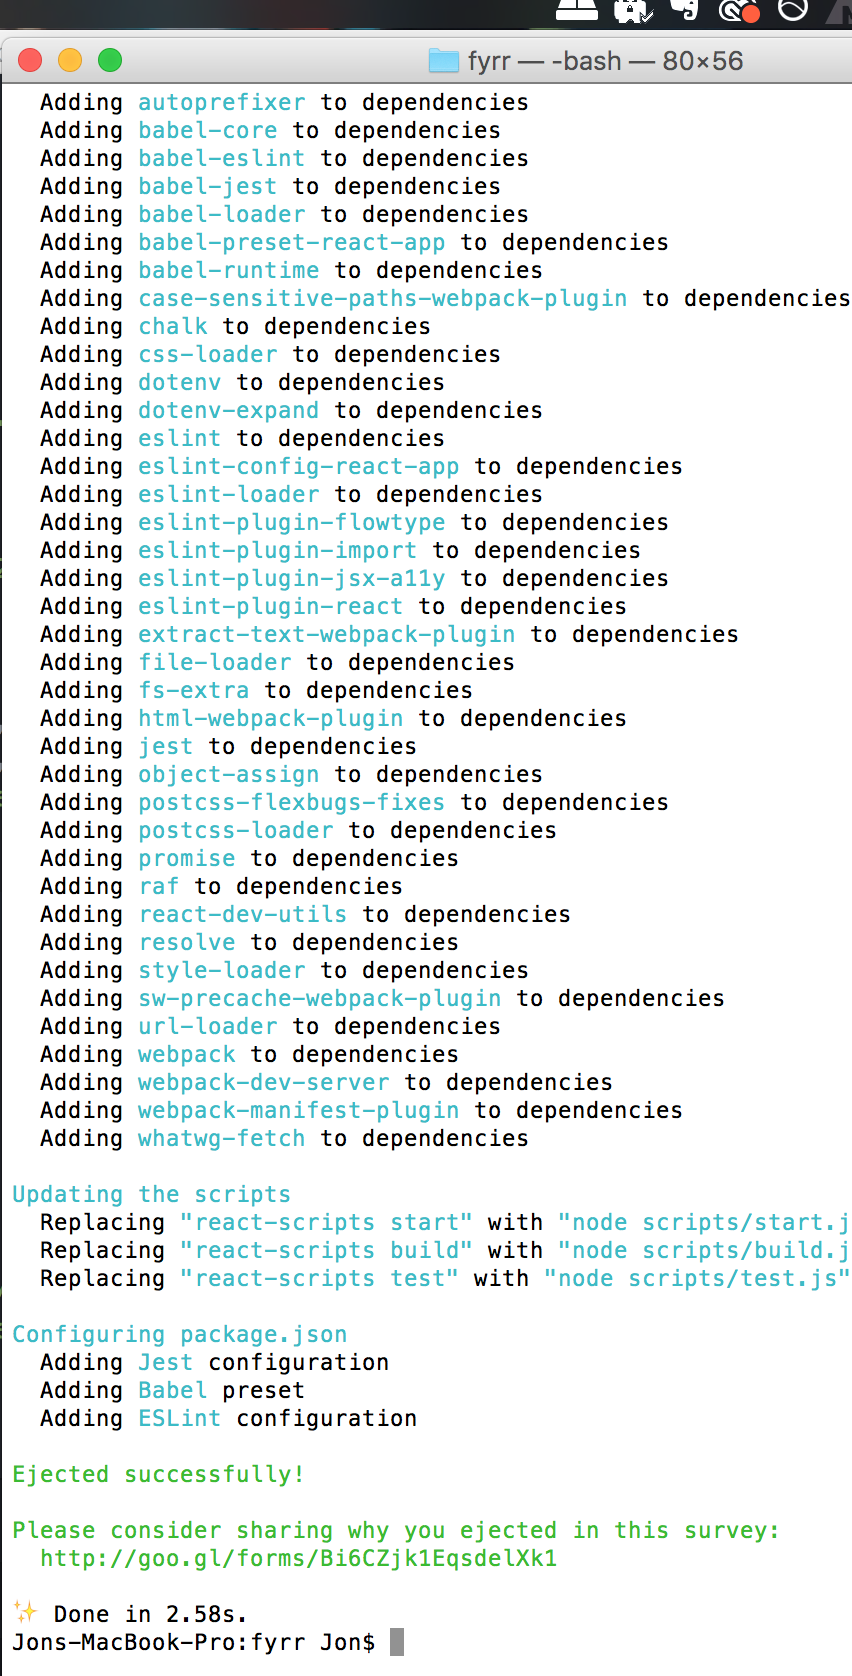 fyrr — -bash — 80×56
Adding autoprefixer to dependencies
Adding babel-core to dependencies
Adding babel-eslint to dependencies
Adding babel-jest to dependencies
Adding babel-loader to dependencies
Adding babel-preset-react-app to dependencies
Adding babel-runtime to dependencies
Adding case-sensitive-paths-webpack-plugin to dependencies
Adding chalk to dependencies
Adding css-loader to dependencies
Adding dotenv to dependencies
Adding dotenv-expand to dependencies
Adding eslint to dependencies
Adding eslint-config-react-app to dependencies
Adding eslint-loader to dependencies
Adding eslint-plugin-flowtype to dependencies
Adding eslint-plugin-import to dependencies
Adding eslint-plugin-jsx-a11y to dependencies
Adding eslint-plugin-react to dependencies
Adding extract-text-webpack-plugin to dependencies
Adding file-loader to dependencies
Adding fs-extra to dependencies
Adding html-webpack-plugin to dependencies
Adding jest to dependencies
Adding object-assign to dependencies
Adding postcss-flexbugs-fixes to dependencies
Adding postcss-loader to dependencies
Adding promise to dependencies
Adding raf to dependencies
Adding react-dev-utils to dependencies
Adding resolve to dependencies
Adding style-loader to dependencies
Adding sw-precache-webpack-plugin to dependencies
Adding url-loader to dependencies
Adding webpack to dependencies
Adding webpack-dev-server to dependencies
Adding webpack-manifest-plugin to dependencies
Adding whatwg-fetch to dependencies
Updating the scripts
Replacing "react-scripts start" with "node scripts/start.j
Replacing "react-scripts build" with "node scripts/build.j
Replacing "react-scripts test" with "node scripts/test.js"
Configuring package.json
Adding Jest configuration
Adding Babel preset
Adding ESLint configuration
Ejected successfully!
Please consider sharing why you ejected in this survey:
http://goo.gl/forms/Bi6CZjk1EqsdelXk1
✨ Done in 2.58s.
Jons-MacBook-Pro:fyrr Jon$